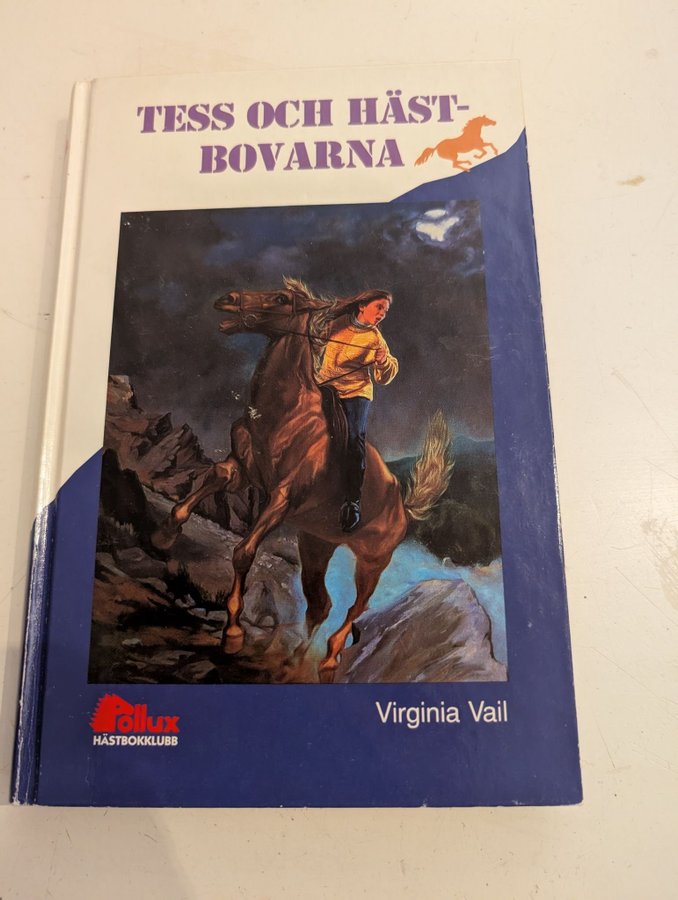 TESS OCH HÄST-
BOVARNA
Pollux
HÄSTBOKKLUBB
Virginia Vail